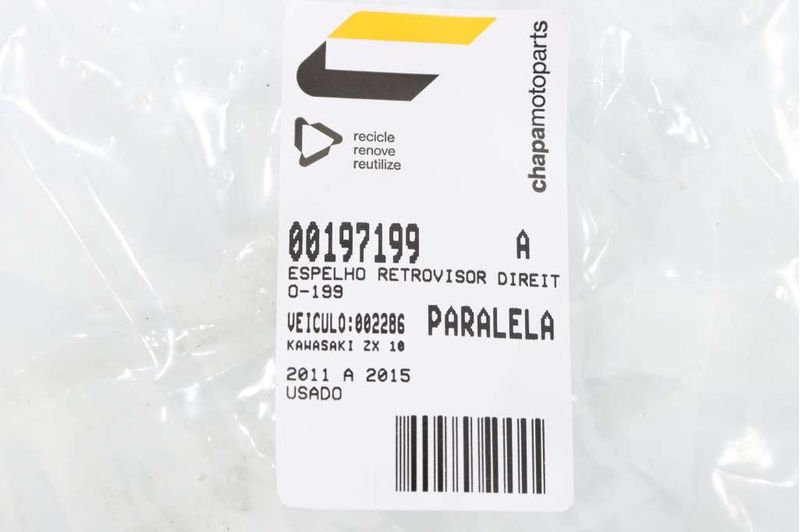 chapamotoparts
recicle
renove
reutilize
00197199 A
ESPELHO RETROVISOR DIREIT
O-199
VEICULO:002286 PARALELA
KAWASAKI ZX 10
2011 A 2015
USADO